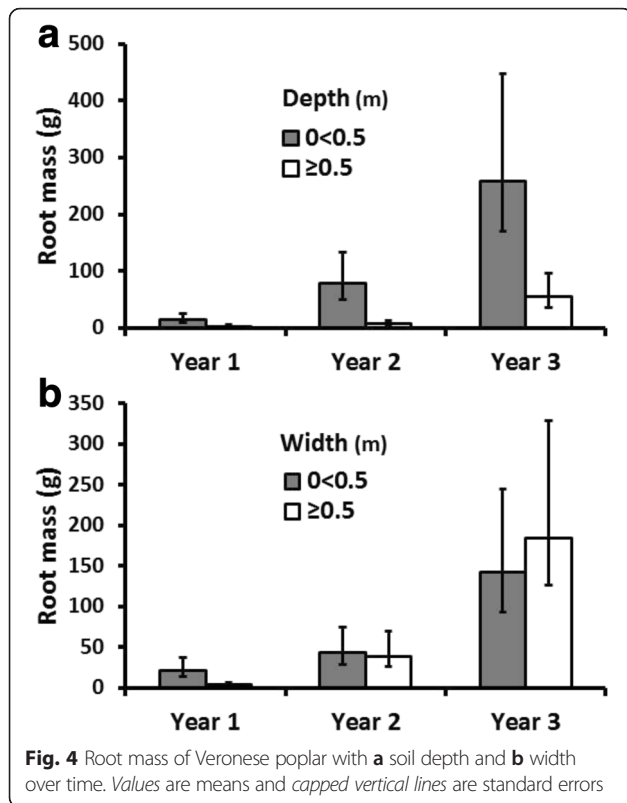 a
500
400
300
200
100
0
Root mass (g)
Depth (m)
0<0.5
≥0.5
Year 1 Year 2 Year 3
b
350
300
250
200
150
100
50
0
Root mass (g)
Width (m)
0<0.5
≥0.5
Year 1 Year 2 Year 3
Fig. 4 Root mass of Veronese poplar with a soil depth and b width
over time. Values are means and capped vertical lines are standard errors